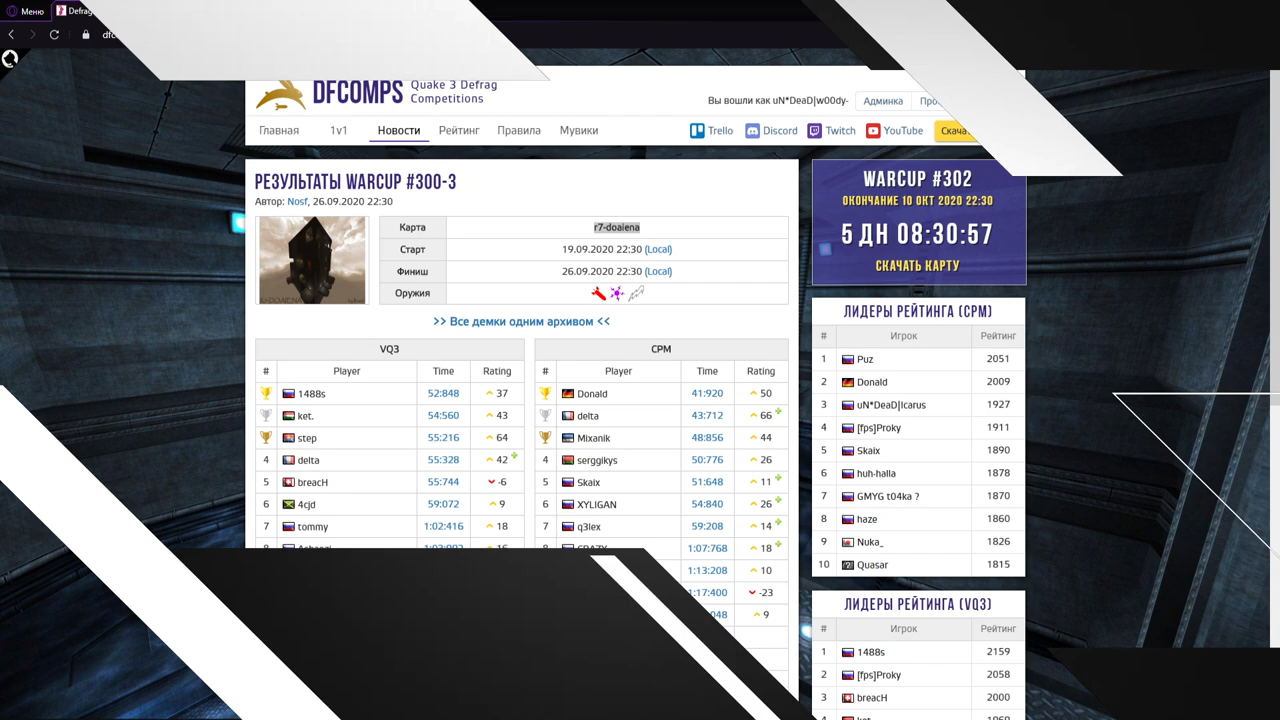 Меню
DFCOMPS Quake 3 Defrag Competitions
Вы вошли как uN*DeaD|w00dy- Админка
Главная 1v1 Новости Рейтинг Правила Мувики Trello Discord Twitch YouTube
РЕЗУЛЬТАТЫ WARCUP #300-3
Автор: Nosf, 26.09.2020 22:30
Карта r7-doalena
Старт 19.09.2020 22:30 (Local)
Финиш 26.09.2020 22:30 (Local)
Оружия
>> Все демки одним архивом <<
VQ3
# Player Time Rating
1488s 52:848 37
ket. 54:560 43
step 55:216 64
4 delta 55:328 42
5 breacH 55:744 -6
6 4cjd 59:072 9
7 tommy 1:02:416 18
CPM
# Player Time Rating
Donald 41:920 50
delta 43:712 66
Mixanik 48:856 44
4 serggikys 50:776 26
5 Skaix 51:648 11
6 XYLIGAN 54:840 26
7 q3lex 59:208 14
1:07:768 18
1:13:208 10
1:17:400 -23
9
WARCUP #302
ОКОНЧАНИЕ 10 ОКТ 2020 22:30
5 ДН 08:30:57
СКАЧАТЬ КАРТУ
ЛИДЕРЫ РЕЙТИНГА (CPM)
# Игрок Рейтинг
1 Puz 2051
2 Donald 2009
3 uN*DeaD|Icarus 1927
4 [fps]Proky 1911
5 Skaix 1890
6 huh-halla 1878
7 GMYG t04ka ? 1870
8 haze 1860
9 Nuka_ 1826
10 Quasar 1815
ЛИДЕРЫ РЕЙТИНГА (VQ3)
# Игрок Рейтинг
1 1488s 2159
2 [fps]Proky 2058
3 breacH 2000